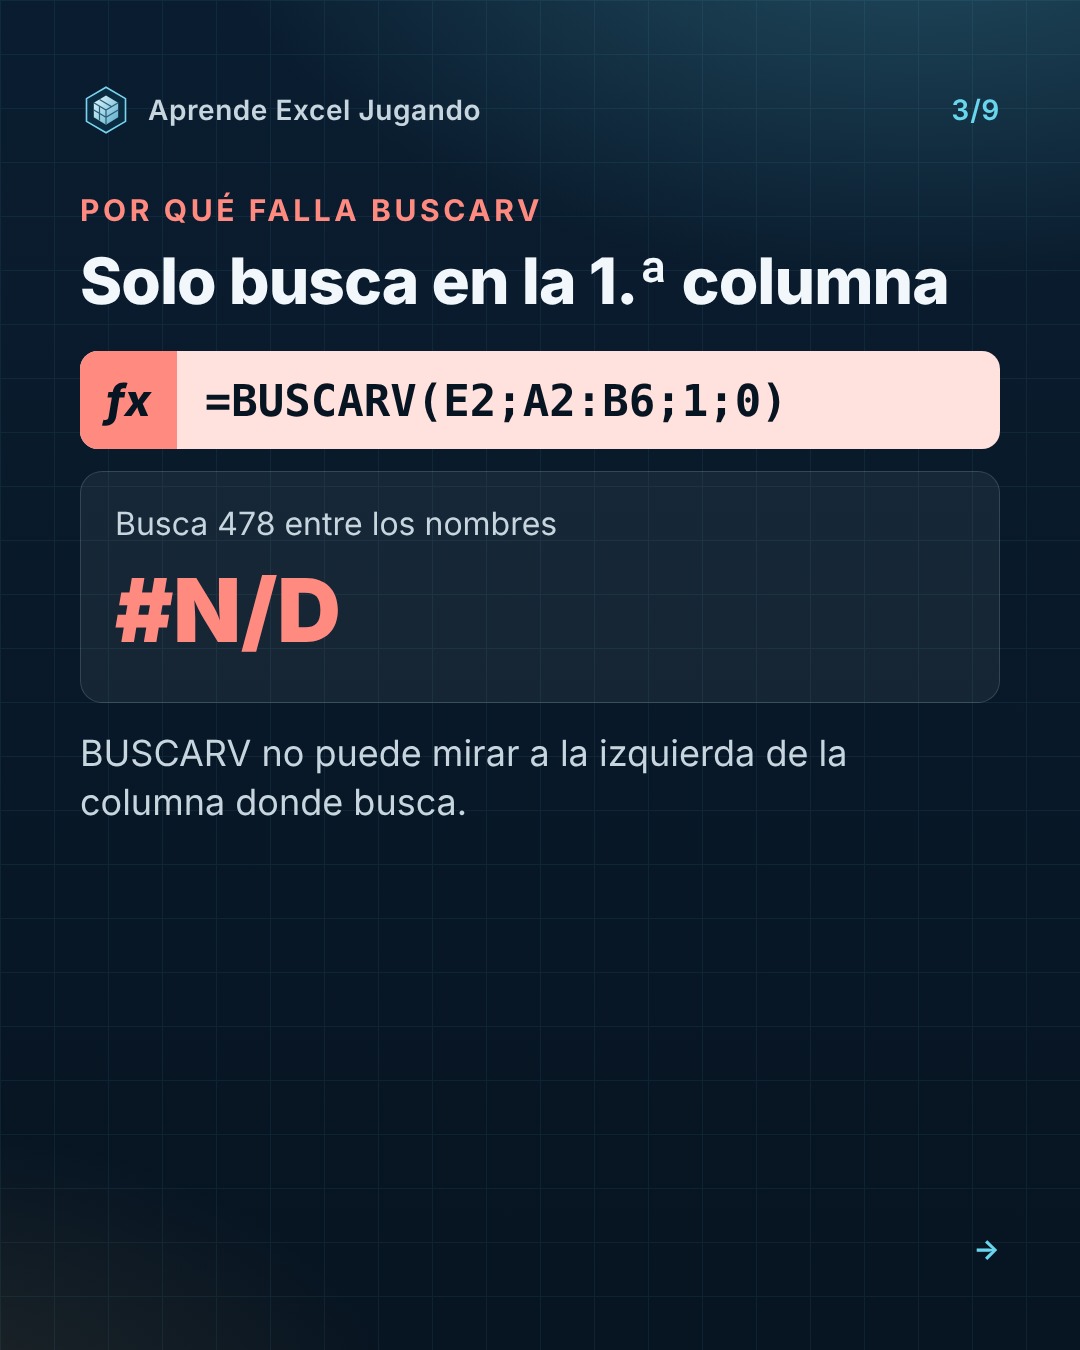 Aprende Excel Jugando
3/9
POR QUÉ FALLA BUSCARV
Solo busca en la 1.ª columna
fx =BUSCARV(E2;A2:B6;1;0)
Busca 478 entre los nombres
#N/D
BUSCARV no puede mirar a la izquierda de la
columna donde busca.
→